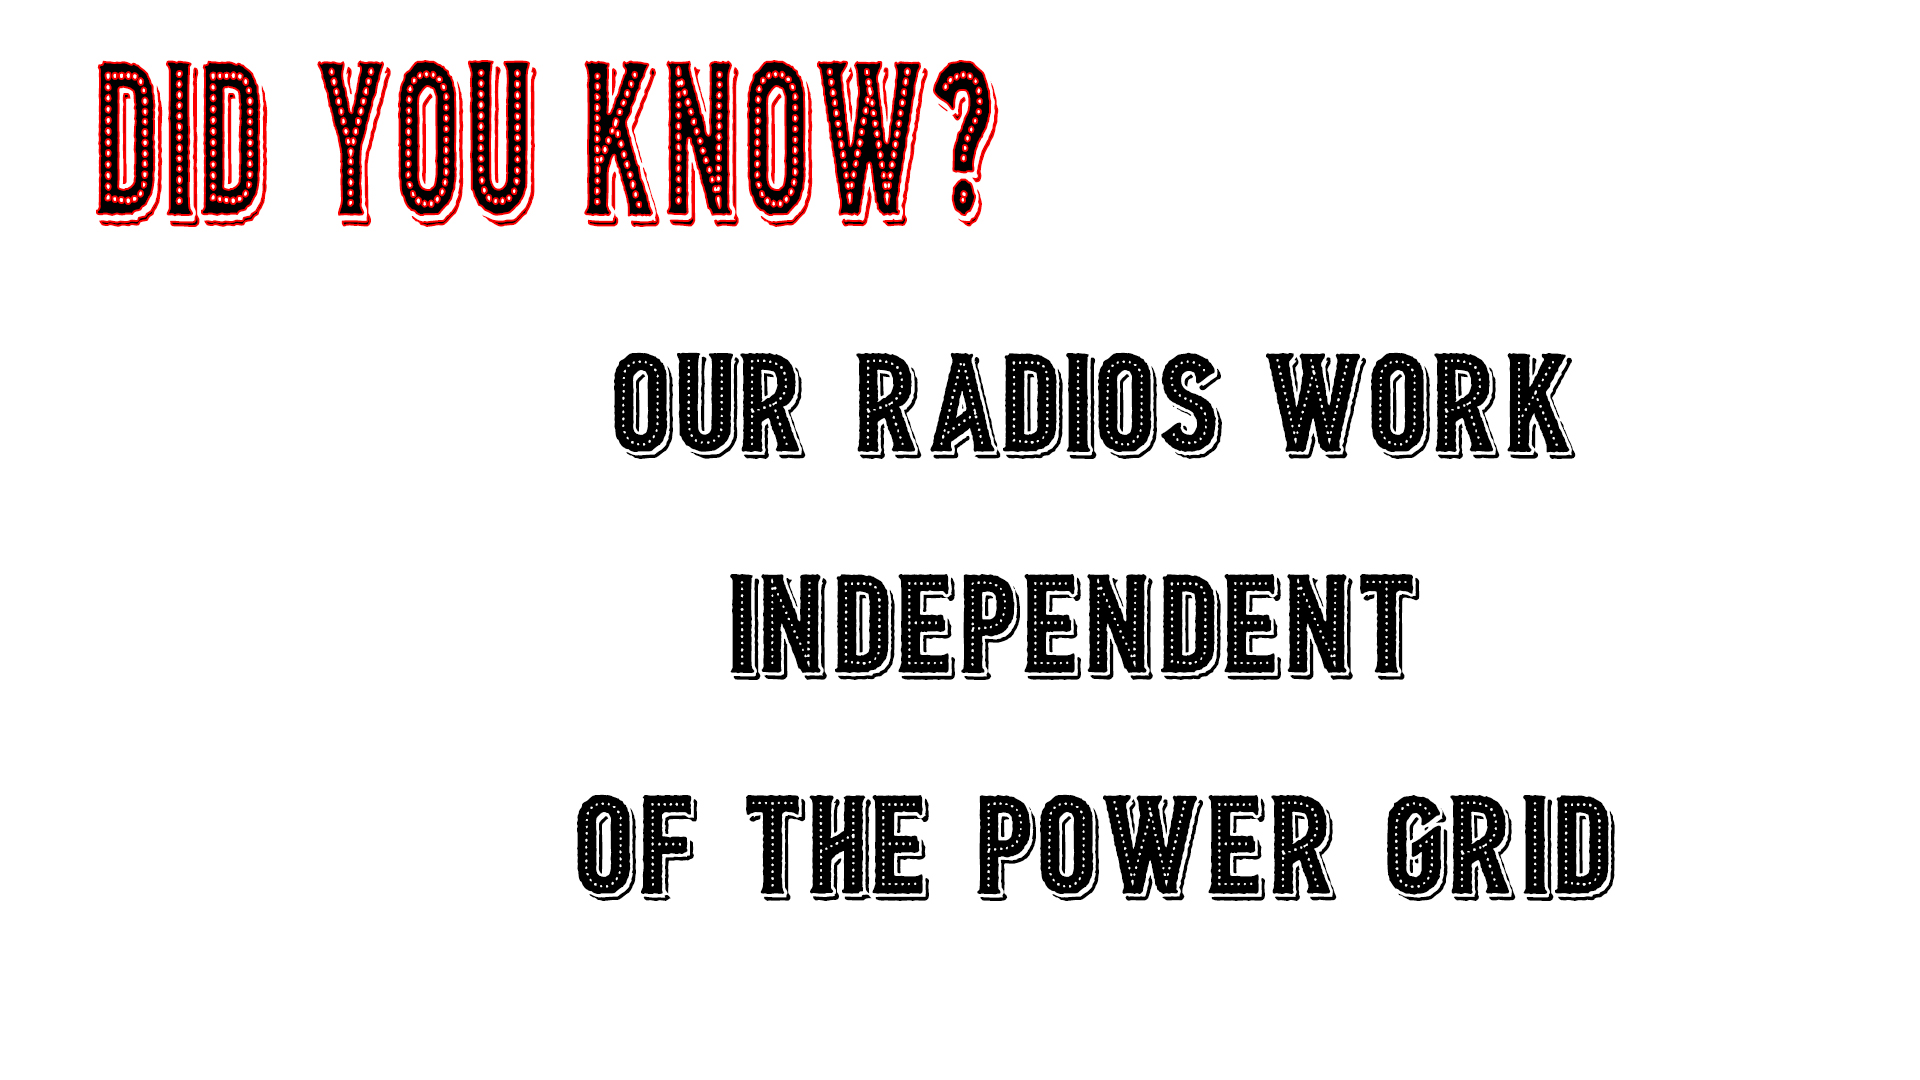 DID YOU KNOW?
OUR RADIOS WORK
INDEPENDENT
OF THE POWER GRID